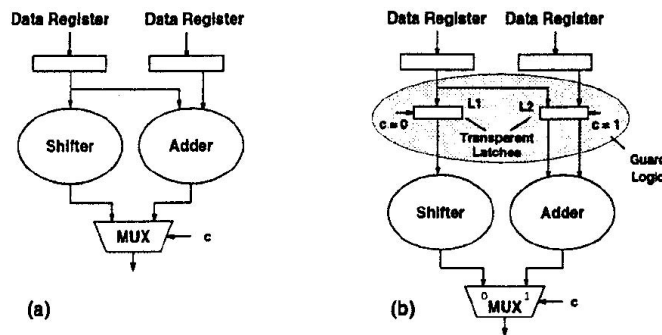 Data Register Data Register
Shifter Adder
MUX
c
(a)
Data Register Data Register
L1 L2
c = 0 c = 1
Transparent
Latches
Guard
Logic
Shifter Adder
0 1
MUX
c
(b)